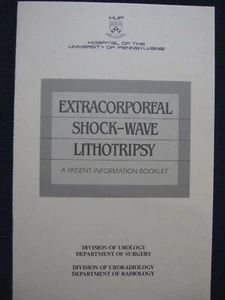 HUP
HOSPITAL OF THE
UNIVERSITY OF PENNSYLVANIA
EXTRACORPOREAL
SHOCK-WAVE
LITHOTRIPSY
A PATIENT INFORMATION BOOKLET
DIVISION OF UROLOGY
DEPARTMENT OF SURGERY
DIVISION OF URORADIOLOGY
DEPARTMENT OF RADIOLOGY